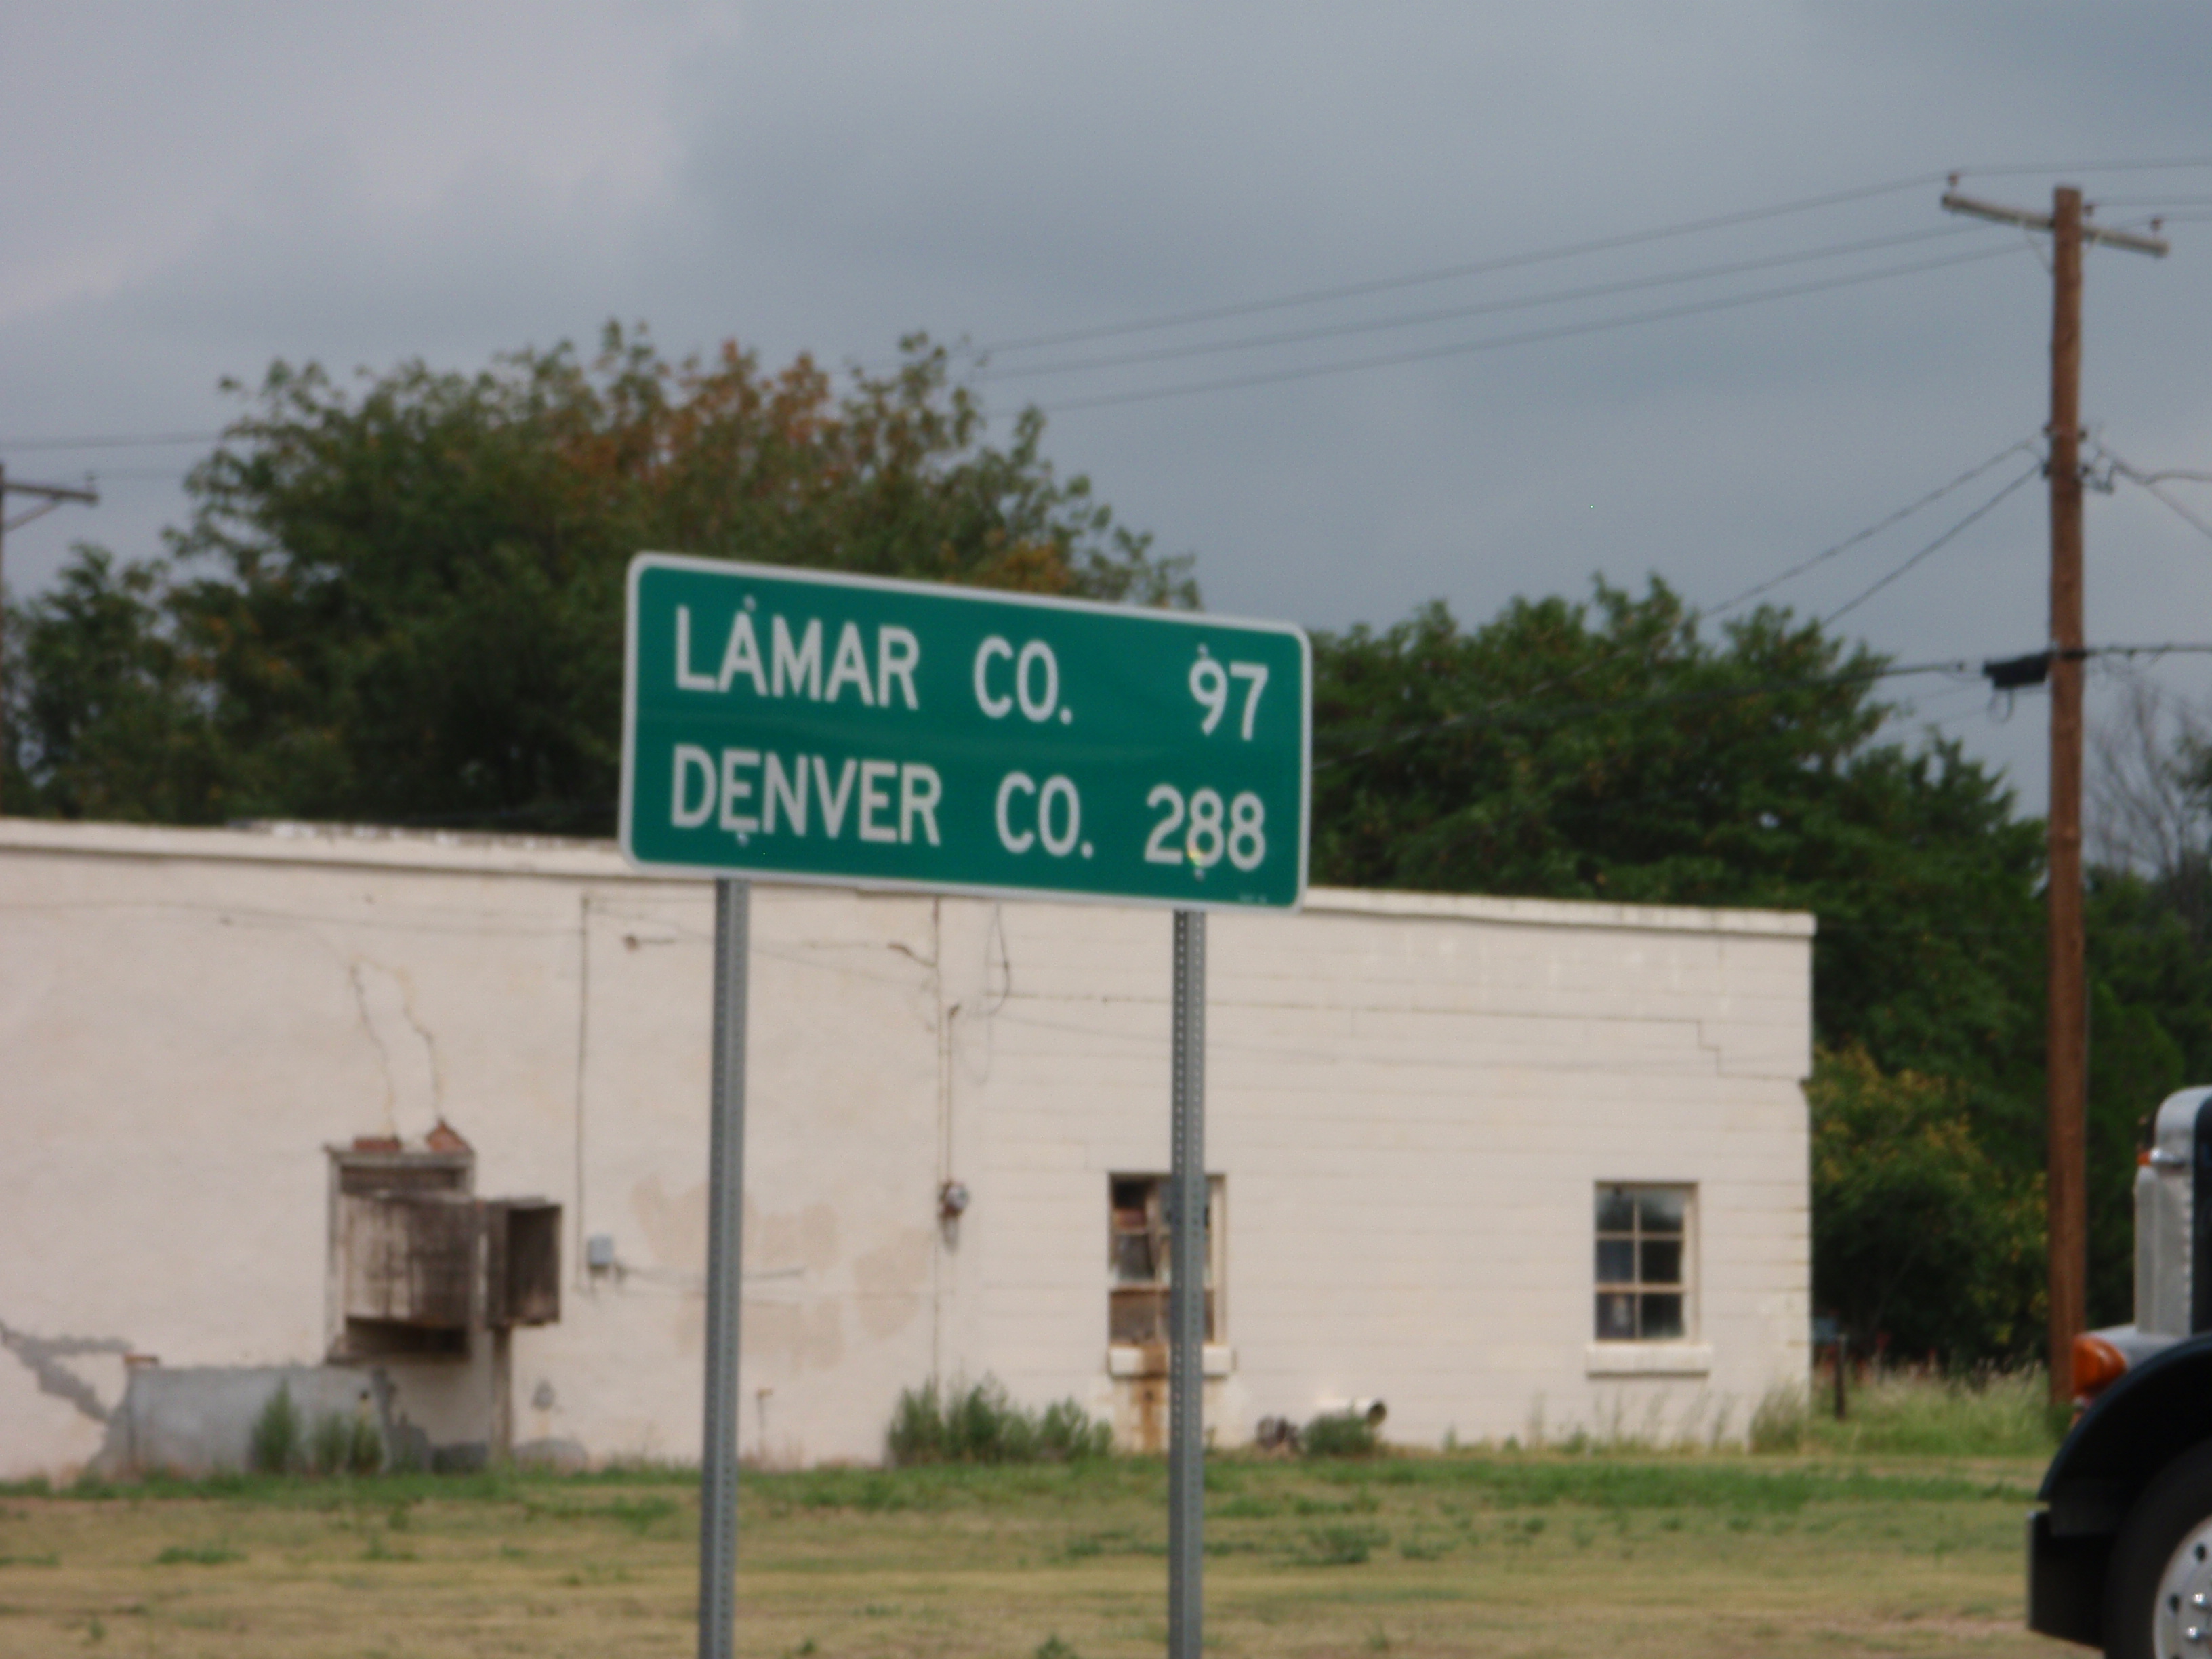 LAMAR CO. 97
DENVER CO. 288